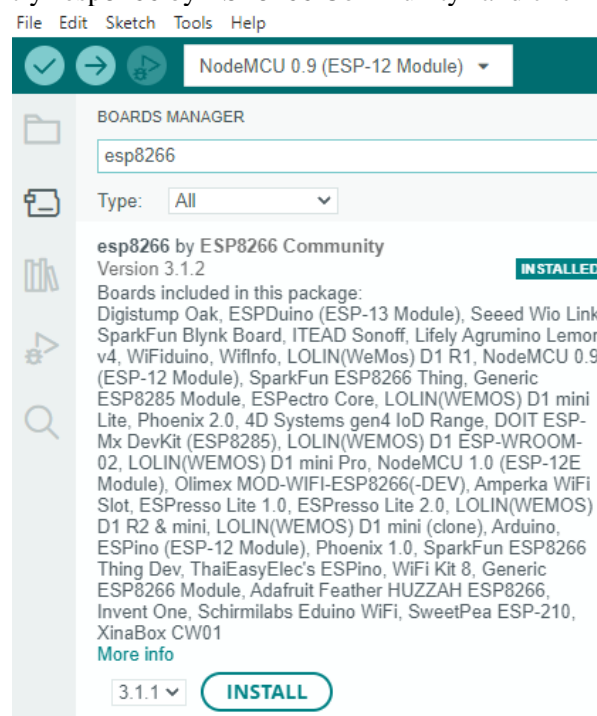 File Edit Sketch Tools Help
NodeMCU 0.9 (ESP-12 Module)
BOARDS MANAGER
esp8266
Type: All
esp8266 by ESP8266 Community
Version 3.1.2
INSTALLED
Boards included in this package:
Digistump Oak, ESPDuino (ESP-13 Module), Seeed Wio Link
SparkFun Blynk Board, ITEAD Sonoff, Lifely Agrumino Lemon
v4, WiFiduino, WifInfo, LOLIN(WeMos) D1 R1, NodeMCU 0.9
(ESP-12 Module), SparkFun ESP8266 Thing, Generic
ESP8285 Module, ESPectro Core, LOLIN(WEMOS) D1 mini
Lite, Phoenix 2.0, 4D Systems gen4 IoD Range, DOIT ESP-
Mx DevKit (ESP8285), LOLIN(WEMOS) D1 ESP-WROOM-
02, LOLIN(WEMOS) D1 mini Pro, NodeMCU 1.0 (ESP-12E
Module), Olimex MOD-WIFI-ESP8266(-DEV), Amperka WiFi
Slot, ESPresso Lite 1.0, ESPresso Lite 2.0, LOLIN(WEMOS)
D1 R2 & mini, LOLIN(WEMOS) D1 mini (clone), Arduino,
ESPino (ESP-12 Module), Phoenix 1.0, SparkFun ESP8266
Thing Dev, ThaiEasyElec's ESPino, WiFi Kit 8, Generic
ESP8266 Module, Adafruit Feather HUZZAH ESP8266,
Invent One, Schirmilabs Eduino WiFi, SweetPea ESP-210,
XinaBox CW01
More info
3.1.1 INSTALL